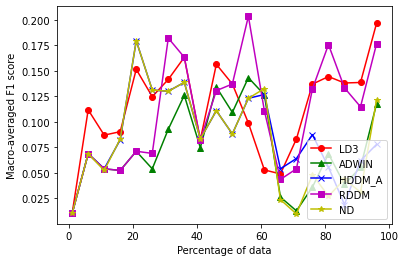 0.200
0.175
0.150
0.125
0.100
0.075
0.050
0.025
Macro-averaged F1 score
0
20
40
60
80
100
Percentage of data
LD3
ADWIN
HDDM_A
RDDM
ND